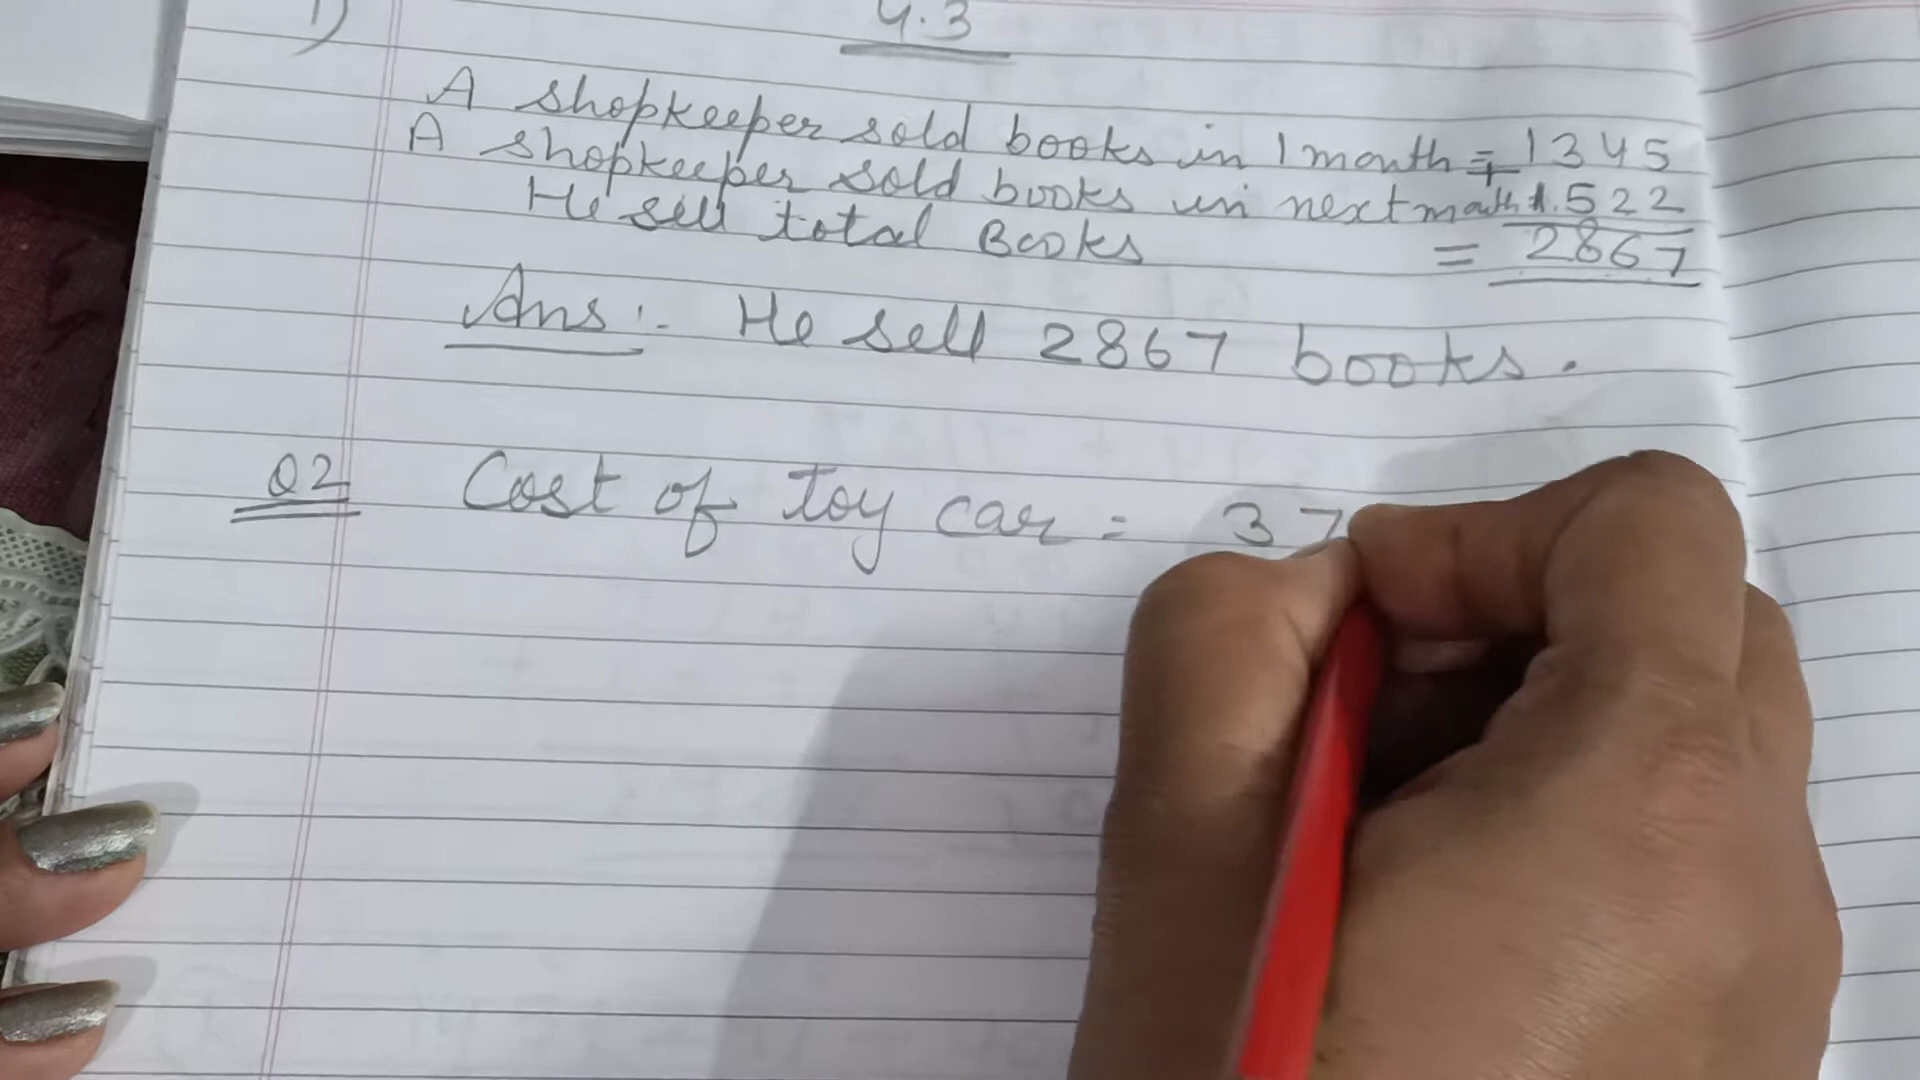 4.3
1)
A shopkeeper sold books in 1 month = 1345
A shopkeeper sold books in next month + 1522
He sell total Books = 2867
Ans :- He sell 2867 books.
Q2 Cost of toy car = 37